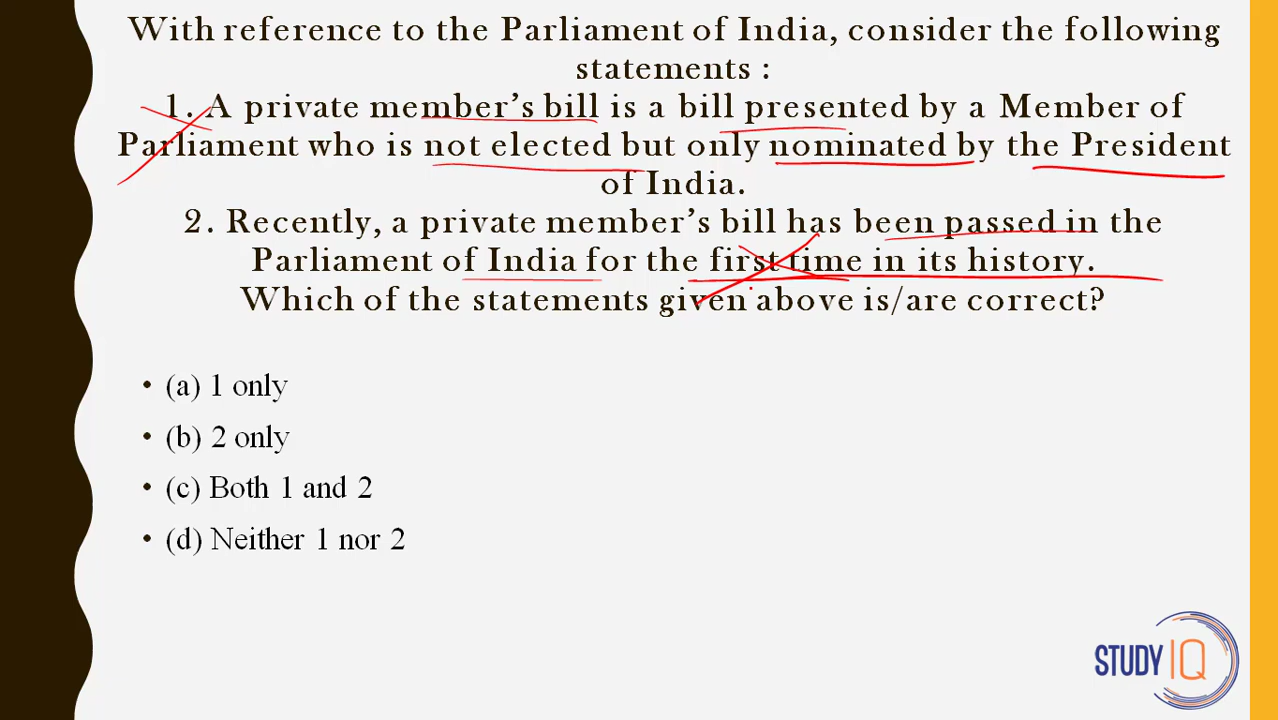 With reference to the Parliament of India, consider the following
statements :
1. A private member's bill is a bill presented by a Member of
Parliament who is not elected but only nominated by the President
of India.
2. Recently, a private member's bill has been passed in the
Parliament of India for the first time in its history.
Which of the statements given above is/are correct?
• (a) 1 only
• (b) 2 only
• (c) Both 1 and 2
• (d) Neither 1 nor 2
STUDY IQ